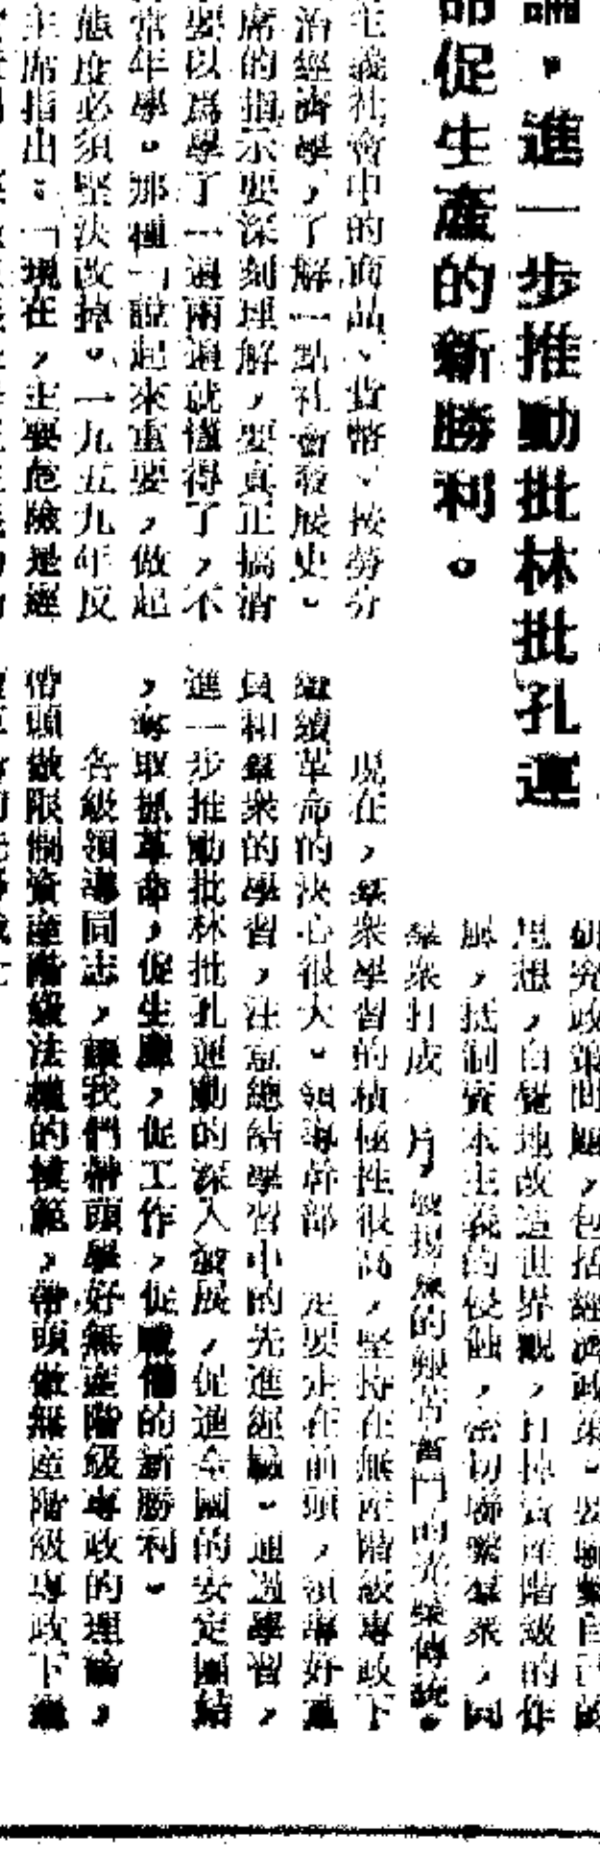 論，進一步推動批林批孔運
命促生產的新勝利。
主義社會中的商品、貨幣、按勞分
治經濟學，了解一點社會發展史。
席的指示要深刻理解，要真正搞清
要以爲學了一遍兩遍就懂得了，不
常年學。那種「說起來重要，做起
態度必須堅決改掉。一九五九年反
主席指出：「現在，主要危險是經
研究政策問題，包括經濟政策。要聯繫自己的
思想，自覺地改造世界觀，打掉資產階級的作
風，抵制資本主義的侵蝕，密切聯繫羣衆，同
羣衆打成 片，發揚 的艱苦奮鬥的光榮傳統。
現在，羣衆學習的積極性很高，堅持在無產階級專政下
繼續革命的決心很大。領導幹部 定要走在前頭，領導好
負和羣衆的學習，注意總結學習中的先進經驗。通過學習，
進一步推動批林批孔運動的深入發展，促進全國的安定團結
，奪取抓革命，促生產，促工作，促戰備的新勝利。
各級領導同志，讓我們帶頭學好無產階級專政的理論，
帶頭做限制資產階級法權的模範，帶頭做無產階級專政下繼